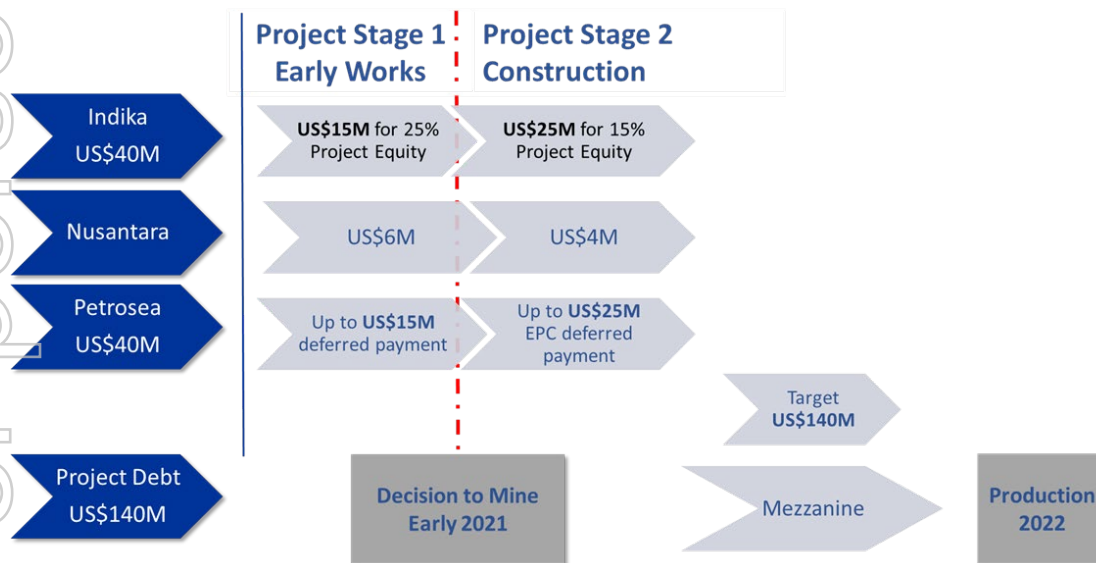 Project Stage 1
Early Works
Project Stage 2
Construction
Indika
US$40M
US$15M for 25%
Project Equity
US$25M for 15%
Project Equity
Nusantara
US$6M
US$4M
Petrosea
US$40M
Up to US$15M
deferred payment
Up to US$25M
EPC deferred
payment
Target
US$140M
Project Debt
US$140M
Decision to Mine
Early 2021
Mezzanine
Production
2022